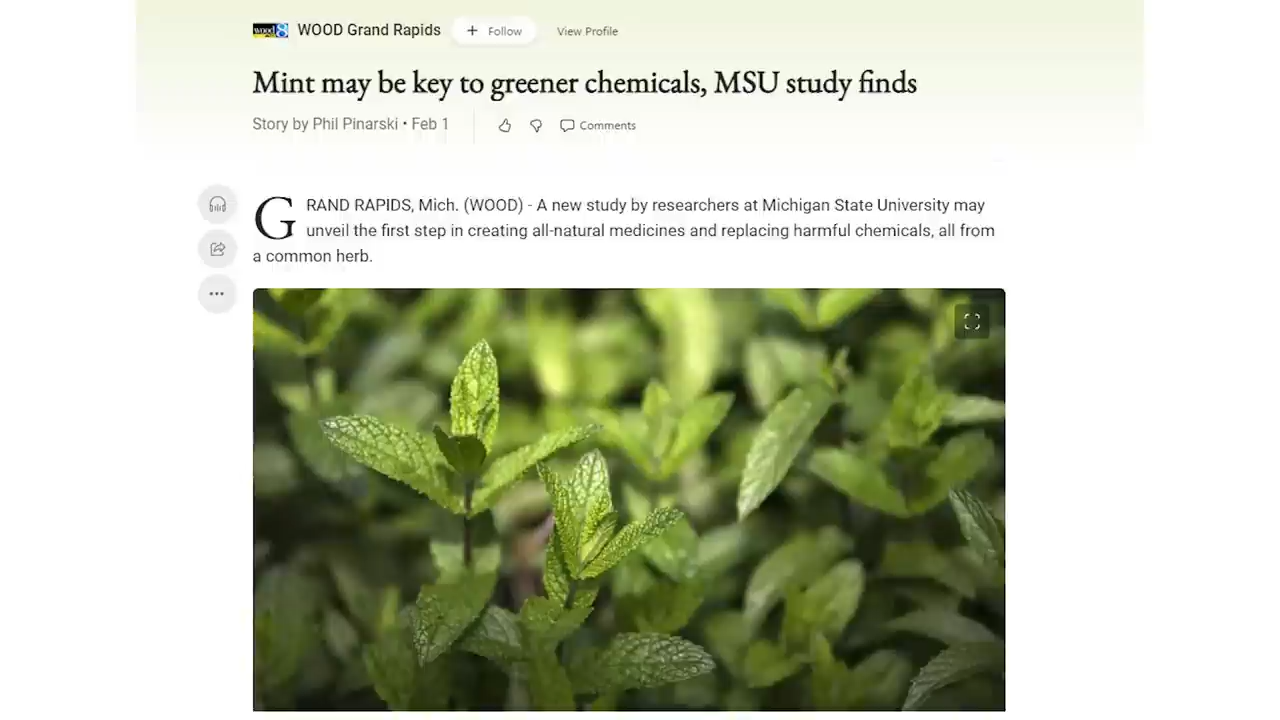 wood 8 WOOD Grand Rapids + Follow View Profile
Mint may be key to greener chemicals, MSU study finds
Story by Phil Pinarski • Feb 1 Comments
GRAND RAPIDS, Mich. (WOOD) - A new study by researchers at Michigan State University may
unveil the first step in creating all-natural medicines and replacing harmful chemicals, all from
a common herb.